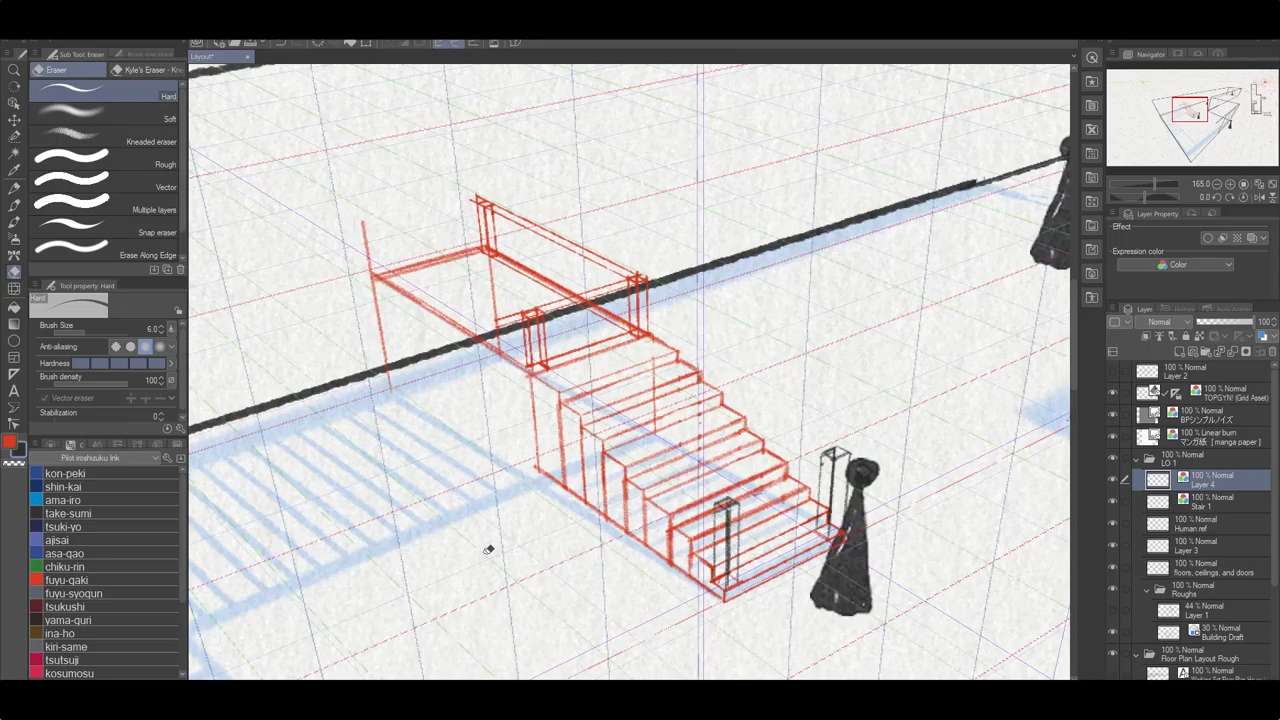 Sub Tool: Eraser
Layout*
Navigator
Eraser
Kyle's Eraser - Kn
Hard
Soft
Kneaded eraser
Rough
Vector
Multiple layers
Snap eraser
Erase Along Edge
165.0
0.0
Layer Property
Effect
Expression color
Color
Tool property: Hard
Hard
Brush Size
6.0
Anti-aliasing
Hardness
Brush density
100
Vector eraser
Stabilization
0
Layer
Normal
100
100 % Normal
Layer 2
100 % Normal
TOPGYN! (Grid Asset)
100 % Normal
BPシンプルノイズ
100 % Linear burn
マンガ紙 [ manga paper ]
100 % Normal
LO 1
100 % Normal
Layer 4
100 % Normal
Stair 1
100 % Normal
Human ref
100 % Normal
Layer 3
100 % Normal
floors, ceilings, and doors
100 % Normal
Roughs
44 % Normal
Layer 1
30 % Normal
Building Draft
100 % Normal
Floor Plan Layout Rough
100 % Normal
Pilot iroshizuku Ink
kon-peki
shin-kai
ama-iro
take-sumi
tsuki-yo
ajisai
asa-gao
chiku-rin
fuyu-gaki
fuyu-syogun
tsukushi
yama-guri
ina-ho
kiri-same
tsutsuji
kosumosu